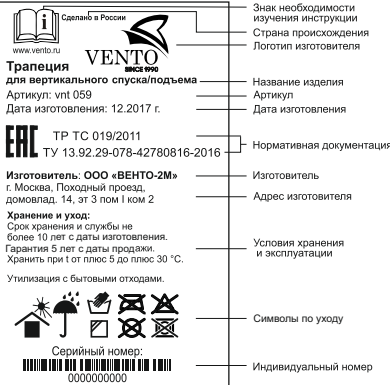 i
Сделано в России
Знак необходимости
изучения инструкции
Страна происхождения
www.vento.ru
VENTO
SINCE 1990
Логотип изготовителя
Трапеция
для вертикального спуска/подъема
Название изделия
Артикул: vnt 059
Артикул
Дата изготовления: 12.2017 г.
Дата изготовления
EAC
ТР ТС 019/2011
ТУ 13.92.29-078-42780816-2016
Нормативная документация
Изготовитель: ООО «ВЕНТО-2М»
Изготовитель
г. Москва, Походный проезд,
домовлад. 14, эт 3 пом I ком 2
Адрес изготовителя
Хранение и уход:
Срок хранения и службы не
более 10 лет с даты изготовления.
Гарантия 5 лет с даты продажи.
Хранить при t от плюс 5 до плюс 30 °C.
Условия хранения
и эксплуатации
Утилизация с бытовыми отходами.
Символы по уходу
Серийный номер:
Индивидуальный номер
0000000000